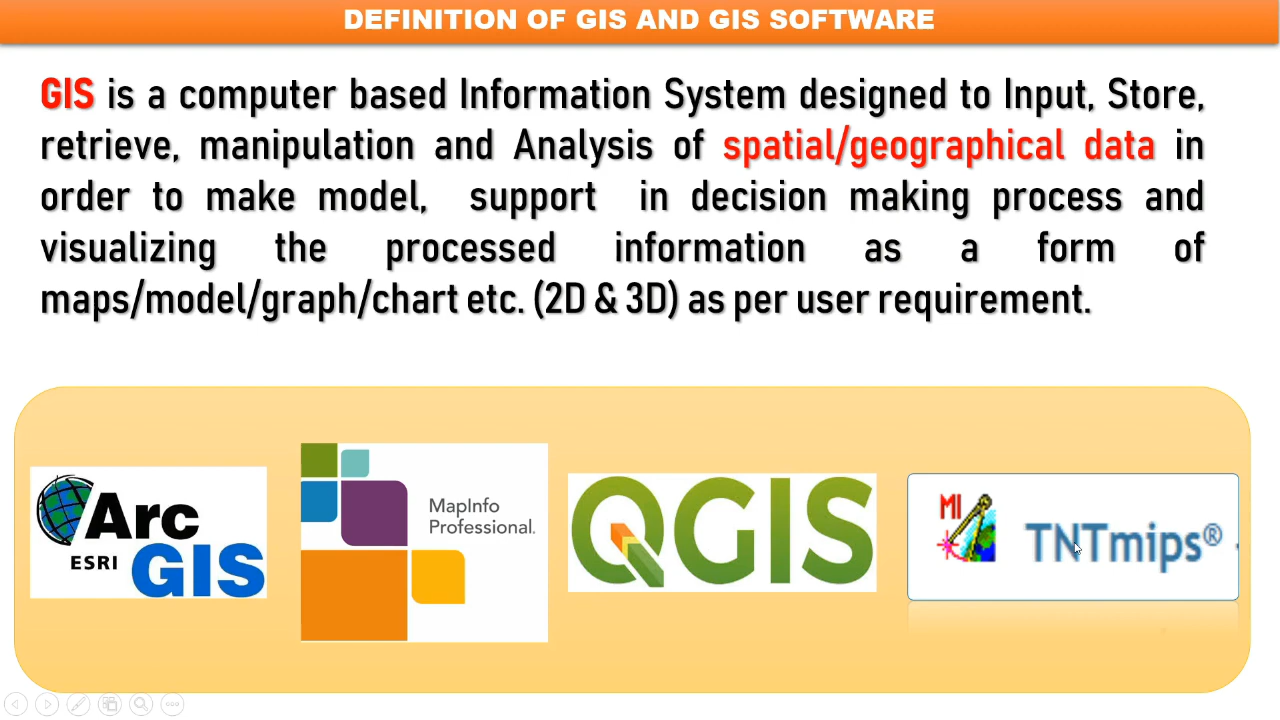 DEFINITION OF GIS AND GIS SOFTWARE
GIS is a computer based Information System designed to Input, Store,
retrieve, manipulation and Analysis of spatial/geographical data in
order to make model, support in decision making process and
visualizing the processed information as a form of
maps/model/graph/chart etc. (2D & 3D) as per user requirement.
Arc
ESRI GIS
MapInfo
Professional.
QGIS
MI
TNTmips®